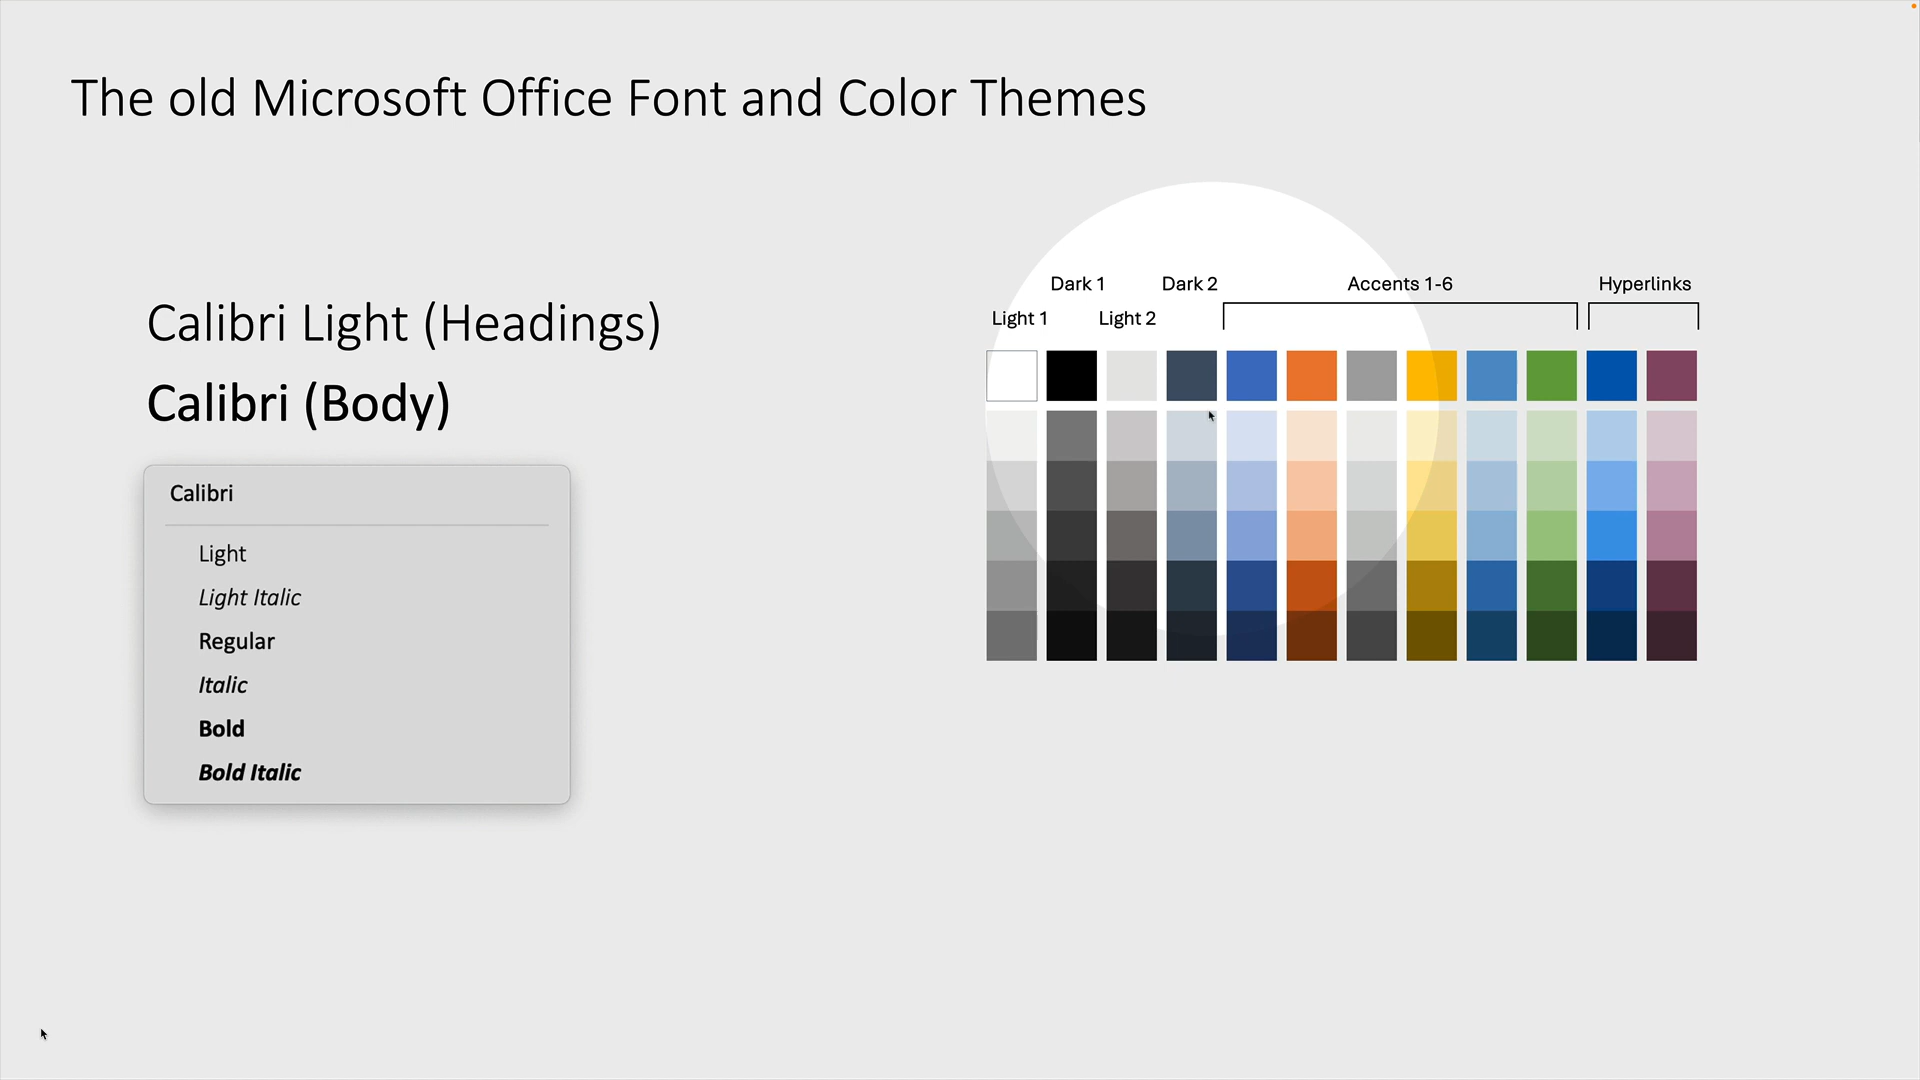 The old Microsoft Office Font and Color Themes
Calibri Light (Headings)
Calibri (Body)
Calibri
Light
Light Italic
Regular
Italic
Bold
Bold Italic
Dark 1
Dark 2
Accents 1-6
Hyperlinks
Light 1
Light 2